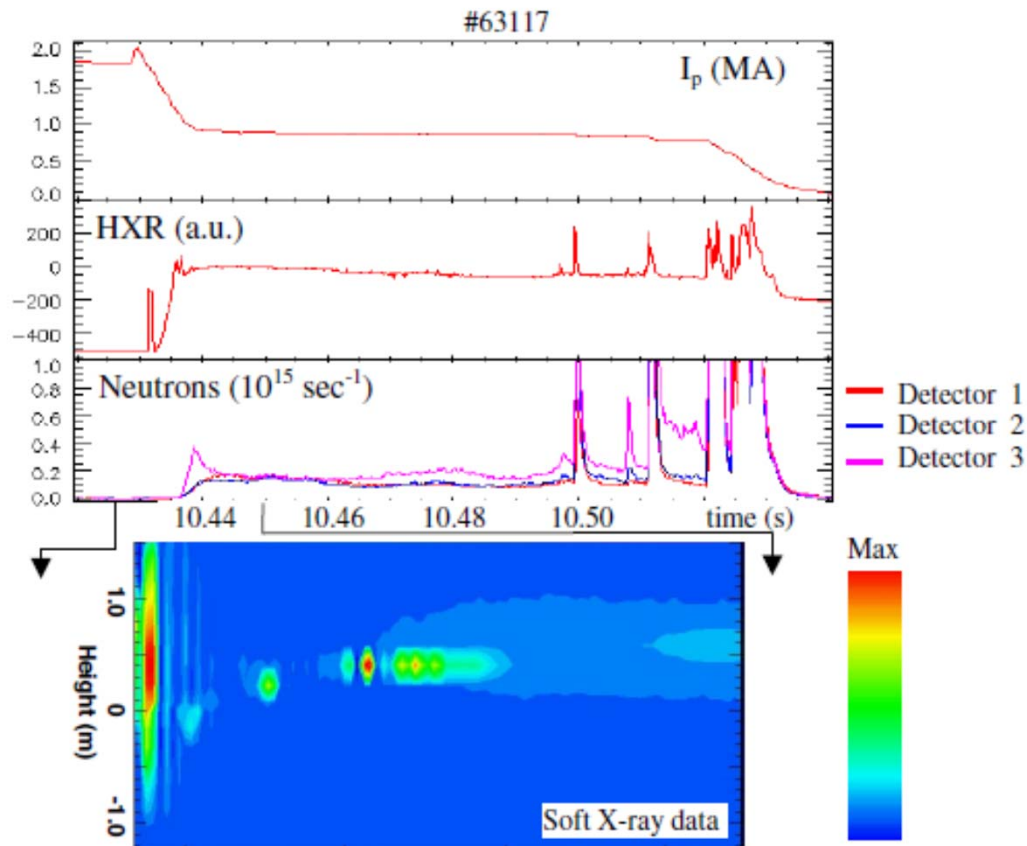 #63117
2.0
1.5
1.0
0.5
0.0
I_p (MA)
200
0
-200
-400
HXR (a.u.)
1.0
0.8
0.6
0.4
0.2
0.0
Neutrons (10^15 sec^-1)
Detector 1
Detector 2
Detector 3
10.44 10.46 10.48 10.50 time (s)
1.0
0
-1.0
Height (m)
Soft X-ray data
Max